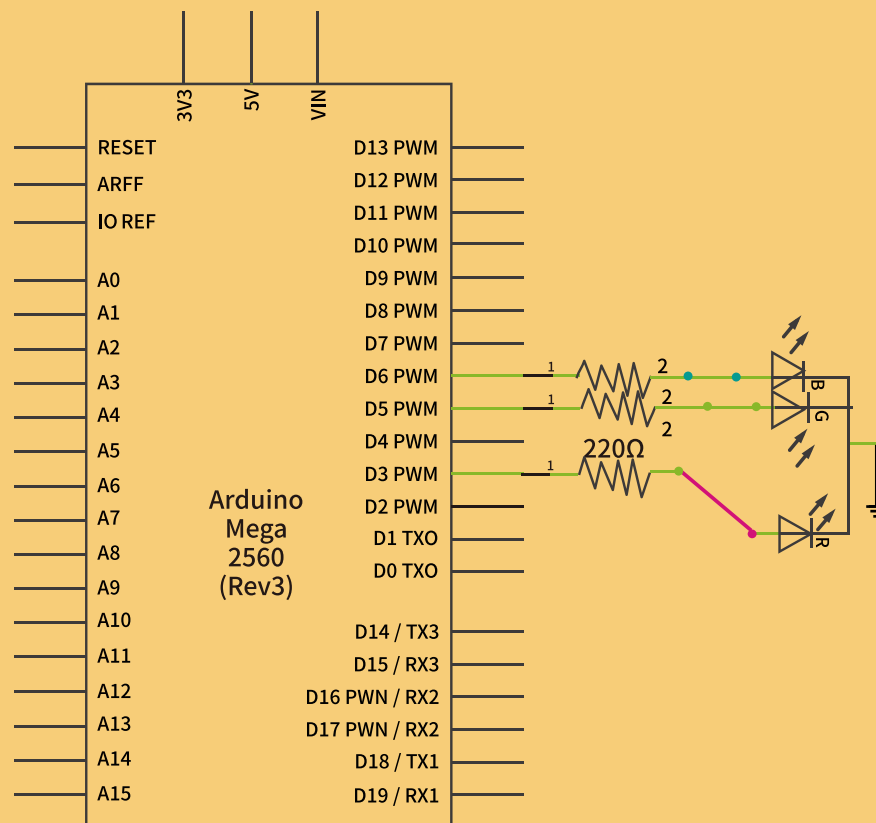 3V3
5V
VIN
RESET
ARFF
IO REF
A0
A1
A2
A3
A4
A5
A6
A7
A8
A9
A10
A11
A12
A13
A14
A15
Arduino
Mega
2560
(Rev3)
D13 PWM
D12 PWM
D11 PWM
D10 PWM
D9 PWM
D8 PWM
D7 PWM
D6 PWM
D5 PWM
D4 PWM
D3 PWM
D2 PWM
D1 TXO
D0 TXO
D14 / TX3
D15 / RX3
D16 PWN / RX2
D17 PWN / RX2
D18 / TX1
D19 / RX1
1
2
B
1
2
G
2
220Ω
1
R